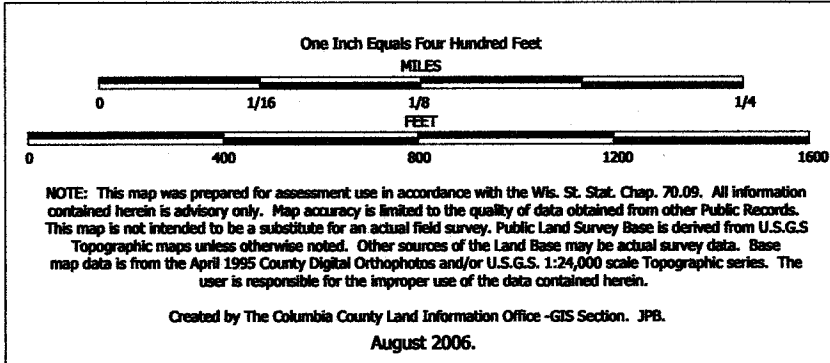 One Inch Equals Four Hundred Feet
MILES
0 1/16 1/8 1/4
FEET
0 400 800 1200 1600
NOTE: This map was prepared for assessment use in accordance with the Wis. St. Stat. Chap. 70.09. All information
contained herein is advisory only. Map accuracy is limited to the quality of data obtained from other Public Records.
This map is not intended to be a substitute for an actual field survey. Public Land Survey Base is derived from U.S.G.S
Topographic maps unless otherwise noted. Other sources of the Land Base may be actual survey data. Base
map data is from the April 1995 County Digital Orthophotos and/or U.S.G.S. 1:24,000 scale Topographic series. The
user is responsible for the improper use of the data contained herein.
Created by The Columbia County Land Information Office -GIS Section. JPB.
August 2006.